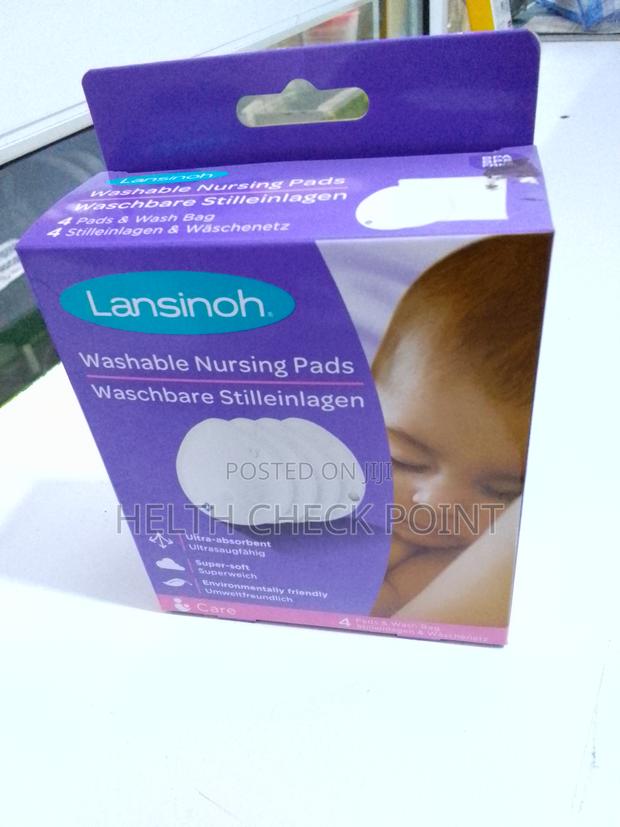 Lansinoh
Washable Nursing Pads
Waschbare Stilleinlagen
4 Pads & Wash Bag
4 Stilleinlagen & Wäschenetz
Lansinoh®
Washable Nursing Pads
Waschbare Stilleinlagen
POSTED ON JIJI
HELTH CHECK POINT
Ultra-absorbent
Ultrasaugfähig
Super-soft
Superweich
Environmentally friendly
Umweltfreundlich
Care
4 Pads & Wash Bag
Stilleinlagen & Wäschenetz